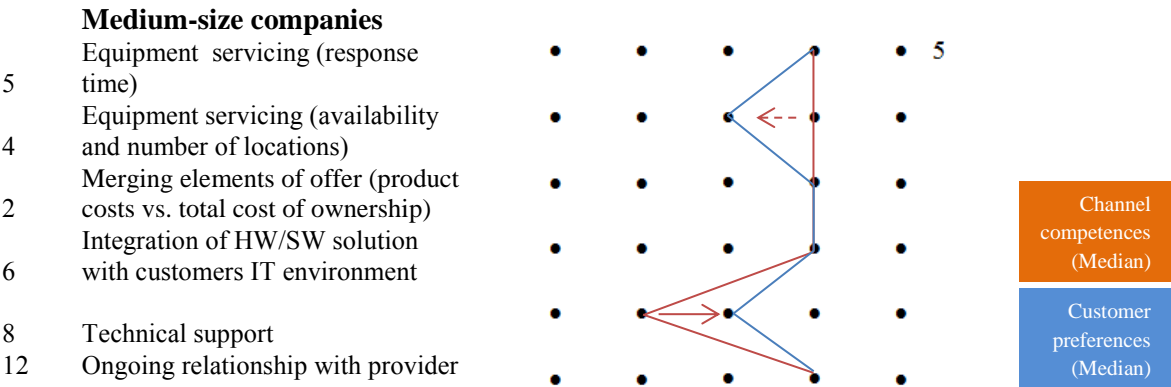 Medium-size companies
Equipment servicing (response
5 time)
5
Equipment servicing (availability
4 and number of locations)
Merging elements of offer (product
2 costs vs. total cost of ownership)
Integration of HW/SW solution
6 with customers IT environment
8 Technical support
12 Ongoing relationship with provider
Channel
competences
(Median)
Customer
preferences
(Median)